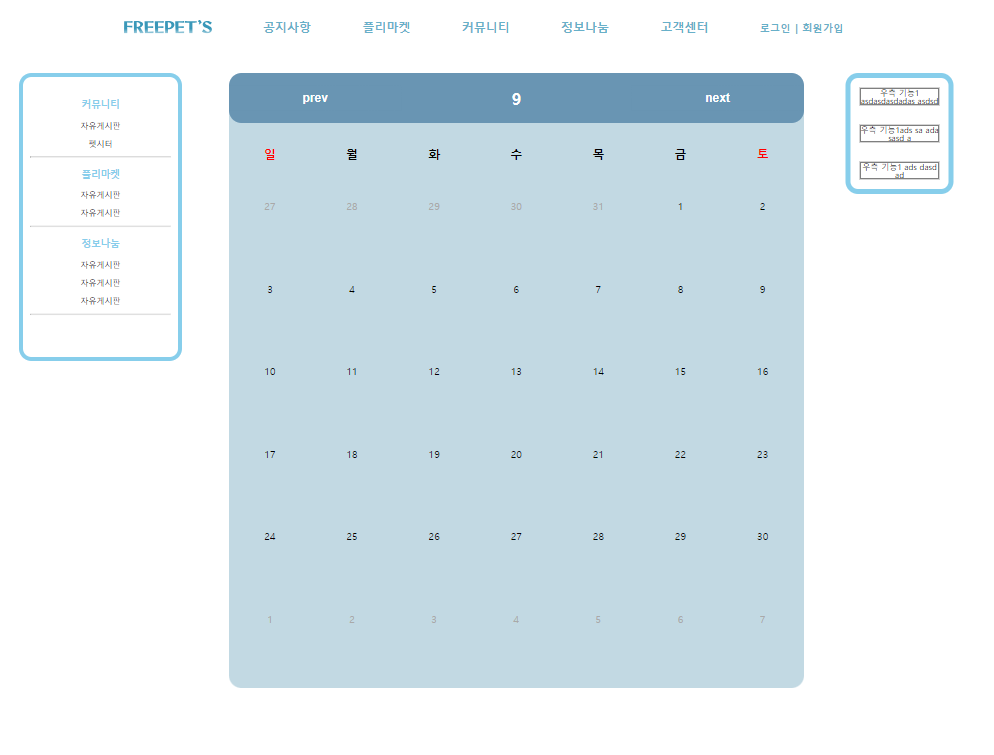 FREEPET'S 공지사항 플리마켓 커뮤니티 정보나눔 고객센터 로그인 | 회원가입
커뮤니티
자유게시판
펫시터
플리마켓
자유게시판
자유게시판
정보나눔
자유게시판
자유게시판
자유게시판
prev 9 next
일 월 화 수 목 금 토
27 28 29 30 31 1 2
3 4 5 6 7 8 9
10 11 12 13 14 15 16
17 18 19 20 21 22 23
24 25 26 27 28 29 30
1 2 3 4 5 6 7
우측 기능1
asdasdasdadas asdsd
우측 기능1ads sa ada
sasd a
우측 기능1 ads dasd
ad